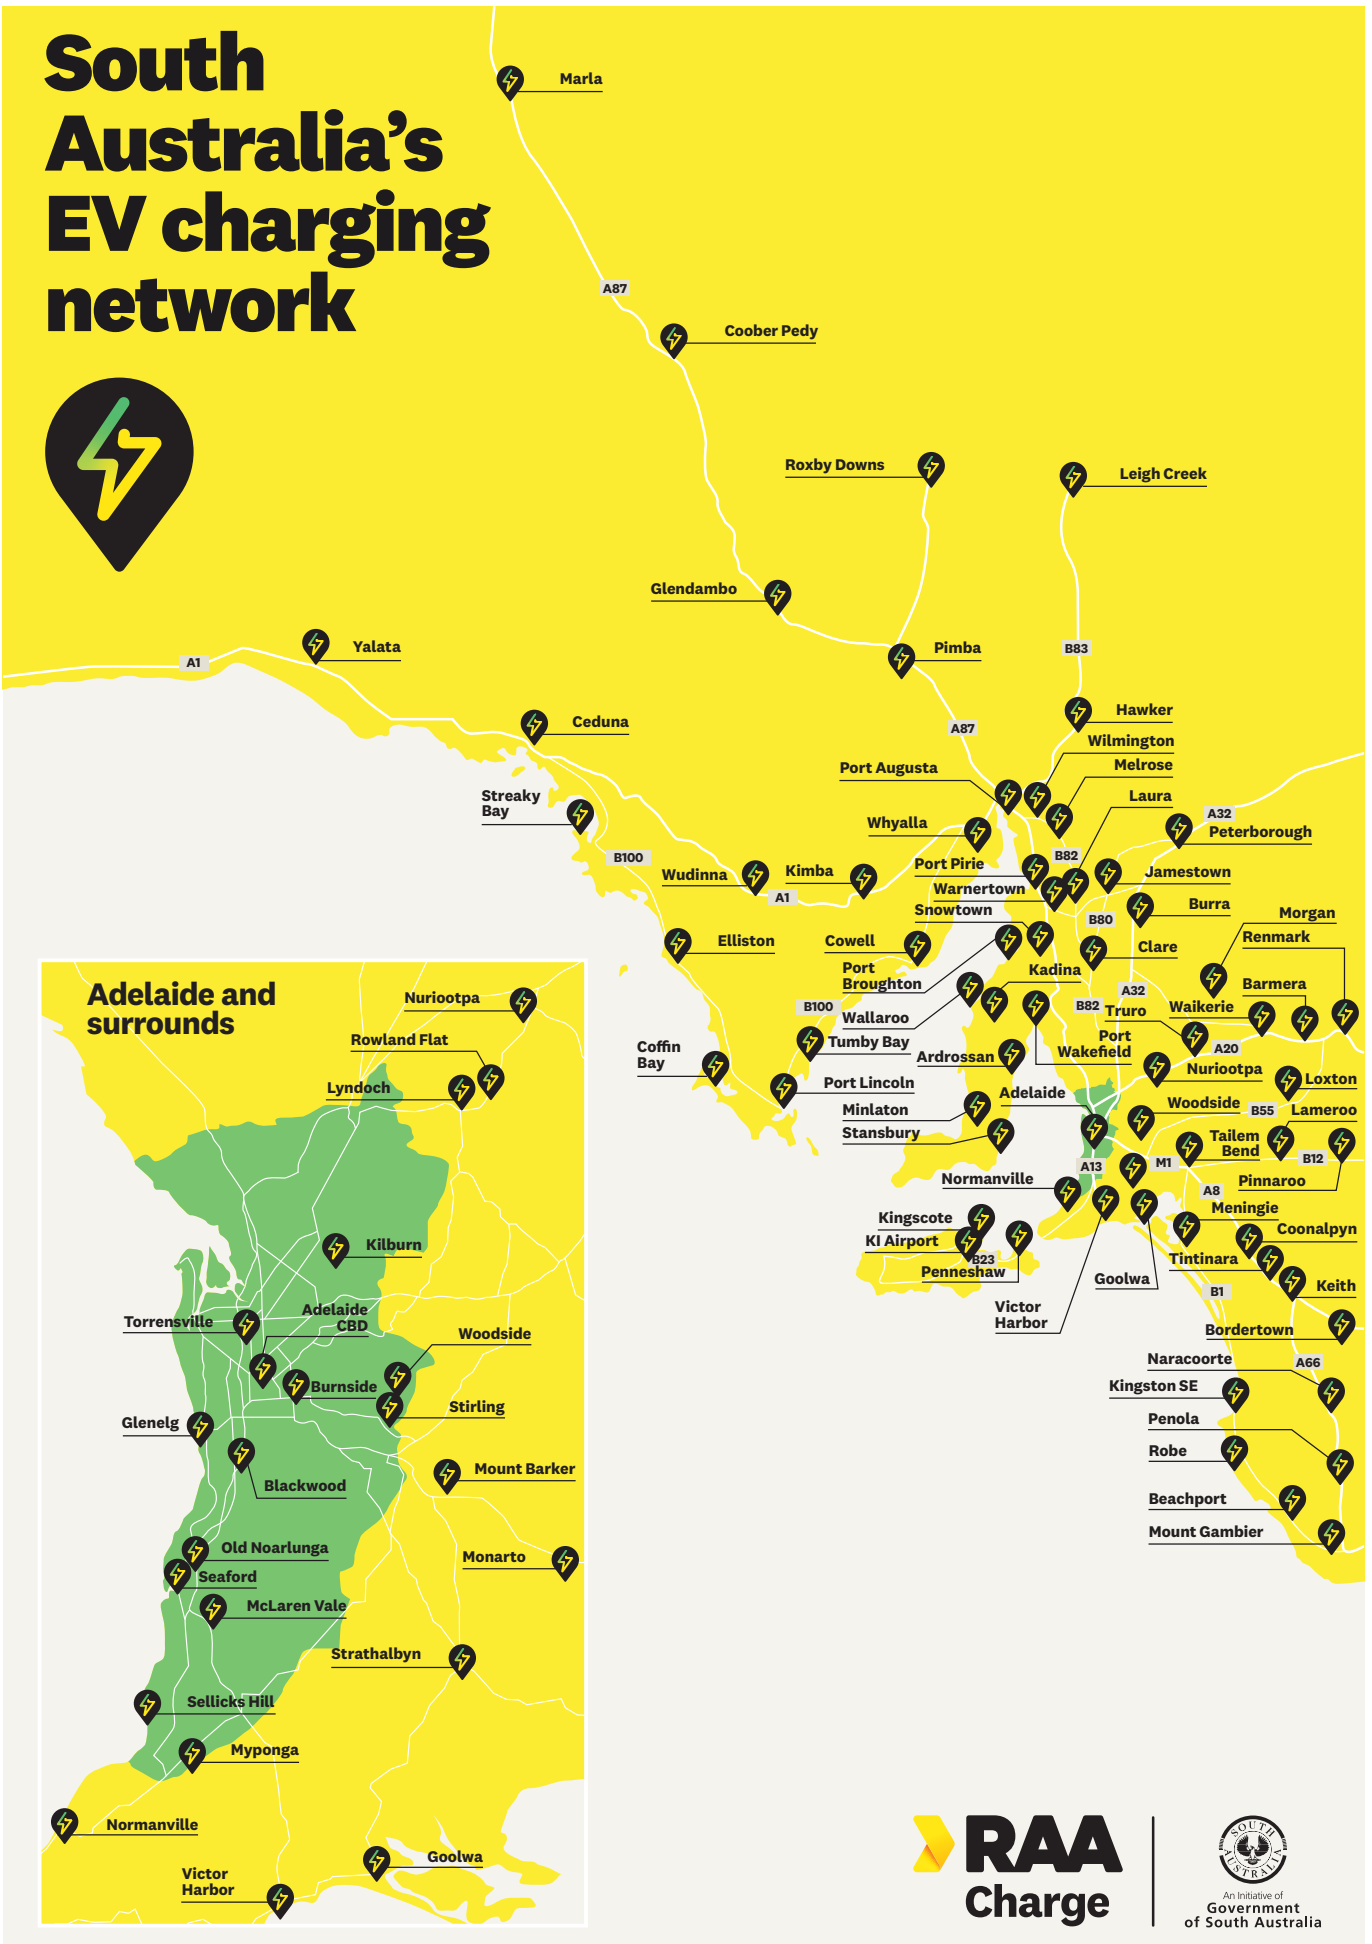 South
Australia's
EV charging
network
Marla
A87
Coober Pedy
Roxby Downs
Leigh Creek
Glendambo
Yalata
A1
Pimba
B83
Ceduna
A87
Hawker
Wilmington
Port Augusta
Melrose
Streaky
Bay
Laura
Whyalla
A32
Peterborough
B100
B82
Wudinna
Kimba
Port Pirie
Jamestown
A1
Warnertown
Snowtown
Burra
B80
Morgan
Elliston
Cowell
Clare
Renmark
Port
Broughton
Kadina
Barmera
A32
B100
B82
Truro
Waikerie
Wallaroo
Tumby Bay
Port
Wakefield
A20
Coffin
Bay
Ardrossan
Nuriootpa
Loxton
Port Lincoln
Adelaide
Minlaton
Woodside
B55
Lameroo
Stansbury
Tailem
Bend
A13
M1
B12
Normanville
Pinnaroo
A8
Meningie
Kingscote
Coonalpyn
KI Airport
B23
Penneshaw
Tintinara
Goolwa
B1
Keith
Victor
Harbor
Bordertown
Naracoorte
A66
Kingston SE
Penola
Robe
Beachport
Mount Gambier
Adelaide and
surrounds
Nuriootpa
Rowland Flat
Lyndoch
Kilburn
Torrensville
Adelaide
CBD
Woodside
Burnside
Stirling
Glenelg
Mount Barker
Blackwood
Old Noarlunga
Monarto
Seaford
McLaren Vale
Strathalbyn
Sellicks Hill
Myponga
Normanville
Goolwa
Victor
Harbor
RAA
Charge
SOUTH
AUSTRALIA
An Initiative of
Government
of South Australia